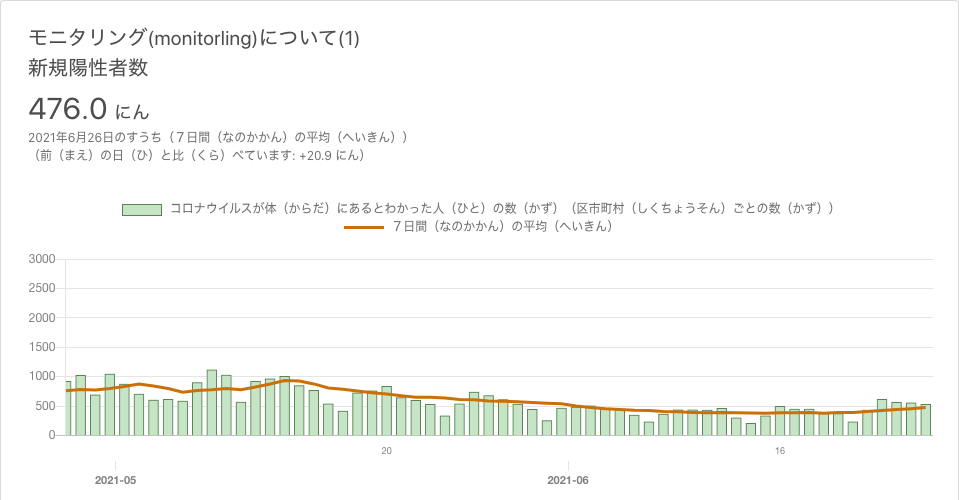 モニタリング(monitorling)について(1)
新規陽性者数
476.0 にん
2021年6月26日のすうち（７日間（なのかかん）の平均（へいきん））
（前（まえ）の日（ひ）と比（くら）べています: +20.9 にん）
コロナウイルスが体（からだ）にあるとわかった人（ひと）の数（かず）（区市町村（しくちょうそん）ごとの数（かず））
７日間（なのかかん）の平均（へいきん）
3000
2500
2000
1500
1000
500
0
20
16
2021-05
2021-06